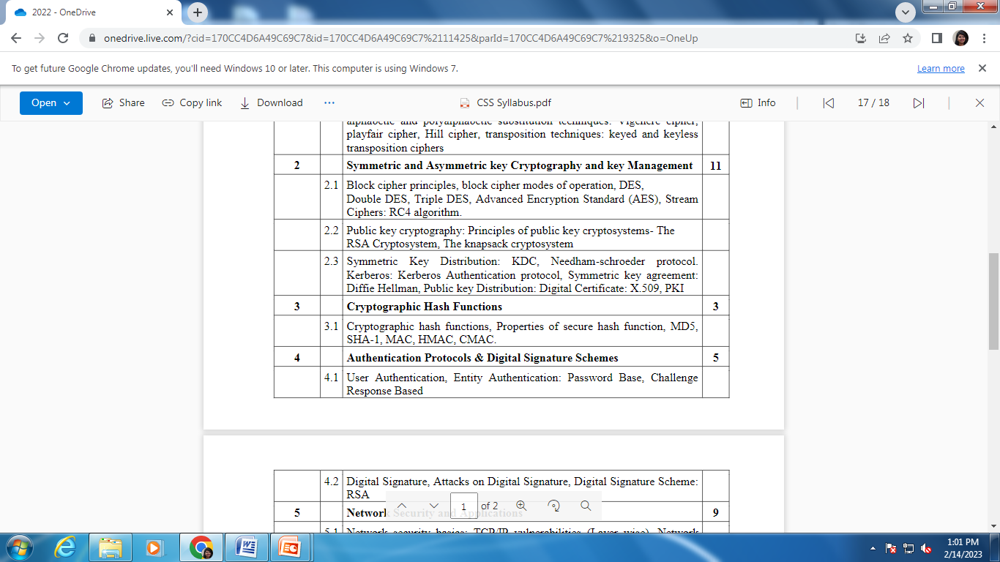 2022 - OneDrive
onedrive.live.com/?cid=170CC4D6A49C69C7&id=170CC4D6A49C69C7%2111425&parId=170CC4D6A49C69C7%219325&o=OneUp
To get future Google Chrome updates, you'll need Windows 10 or later. This computer is using Windows 7. Learn more
Open Share Copy link Download CSS Syllabus.pdf Info 17 / 18
alphabetic and polyalphabetic substitution techniques: Vigenere cipher,
playfair cipher, Hill cipher, transposition techniques: keyed and keyless
transposition ciphers
2 Symmetric and Asymmetric key Cryptography and key Management 11
2.1 Block cipher principles, block cipher modes of operation, DES,
Double DES, Triple DES, Advanced Encryption Standard (AES), Stream
Ciphers: RC4 algorithm.
2.2 Public key cryptography: Principles of public key cryptosystems- The
RSA Cryptosystem, The knapsack cryptosystem
2.3 Symmetric Key Distribution: KDC, Needham-schroeder protocol.
Kerberos: Kerberos Authentication protocol, Symmetric key agreement:
Diffie Hellman, Public key Distribution: Digital Certificate: X.509, PKI
3 Cryptographic Hash Functions 3
3.1 Cryptographic hash functions, Properties of secure hash function, MD5,
SHA-1, MAC, HMAC, CMAC.
4 Authentication Protocols & Digital Signature Schemes 5
4.1 User Authentication, Entity Authentication: Password Base, Challenge
Response Based
4.2 Digital Signature, Attacks on Digital Signature, Digital Signature Scheme:
RSA
1 of 2
5 Network Security and Applications 9
5.1 Network security basics: TCP/IP vulnerabilities (Layer wise), Network
1:01 PM
2/14/2023